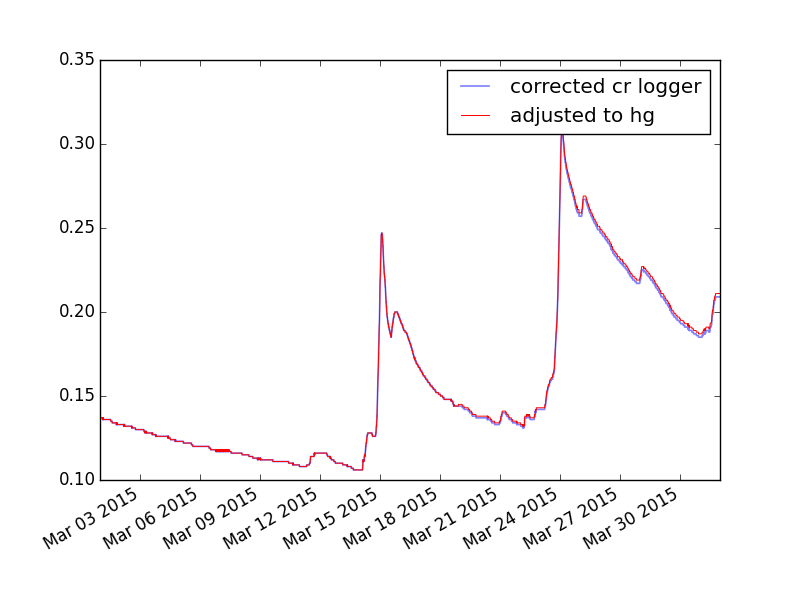 0.35
0.30
0.25
0.20
0.15
0.10
corrected cr logger
adjusted to hg
Mar 03 2015
Mar 06 2015
Mar 09 2015
Mar 12 2015
Mar 15 2015
Mar 18 2015
Mar 21 2015
Mar 24 2015
Mar 27 2015
Mar 30 2015